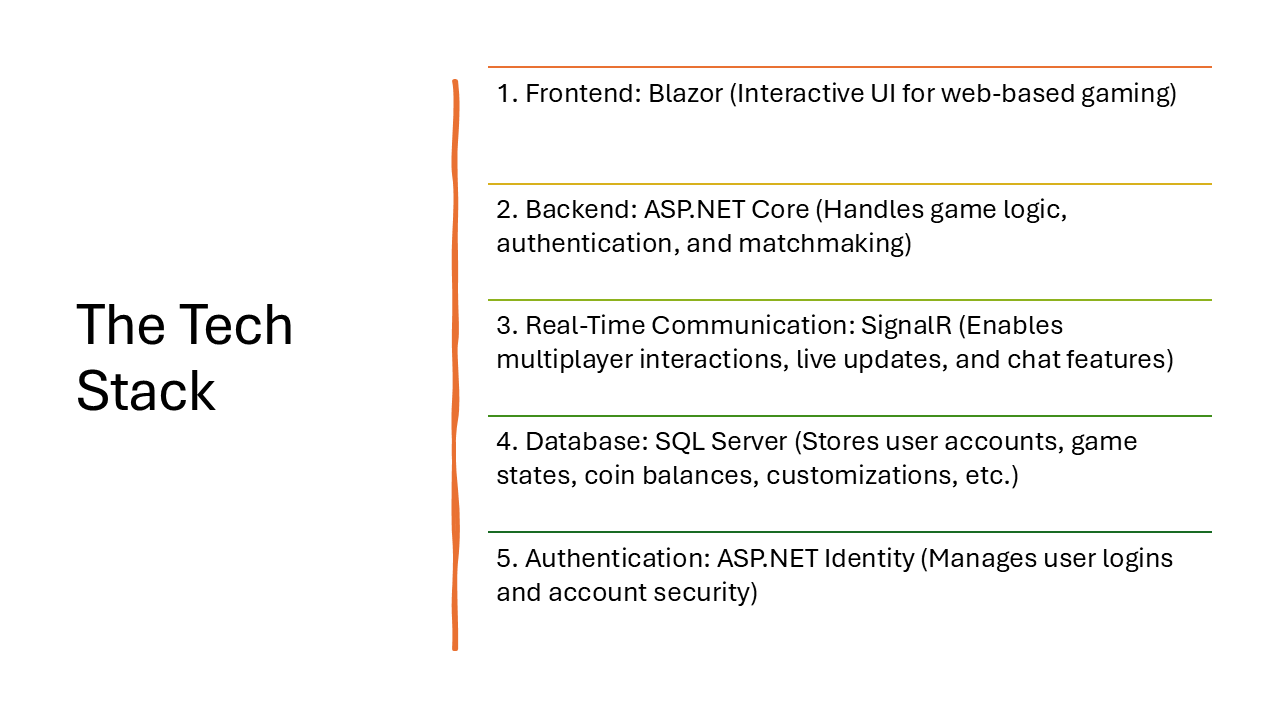 The Tech
Stack
1. Frontend: Blazor (Interactive UI for web-based gaming)
2. Backend: ASP.NET Core (Handles game logic,
authentication, and matchmaking)
3. Real-Time Communication: SignalR (Enables
multiplayer interactions, live updates, and chat features)
4. Database: SQL Server (Stores user accounts, game
states, coin balances, customizations, etc.)
5. Authentication: ASP.NET Identity (Manages user logins
and account security)